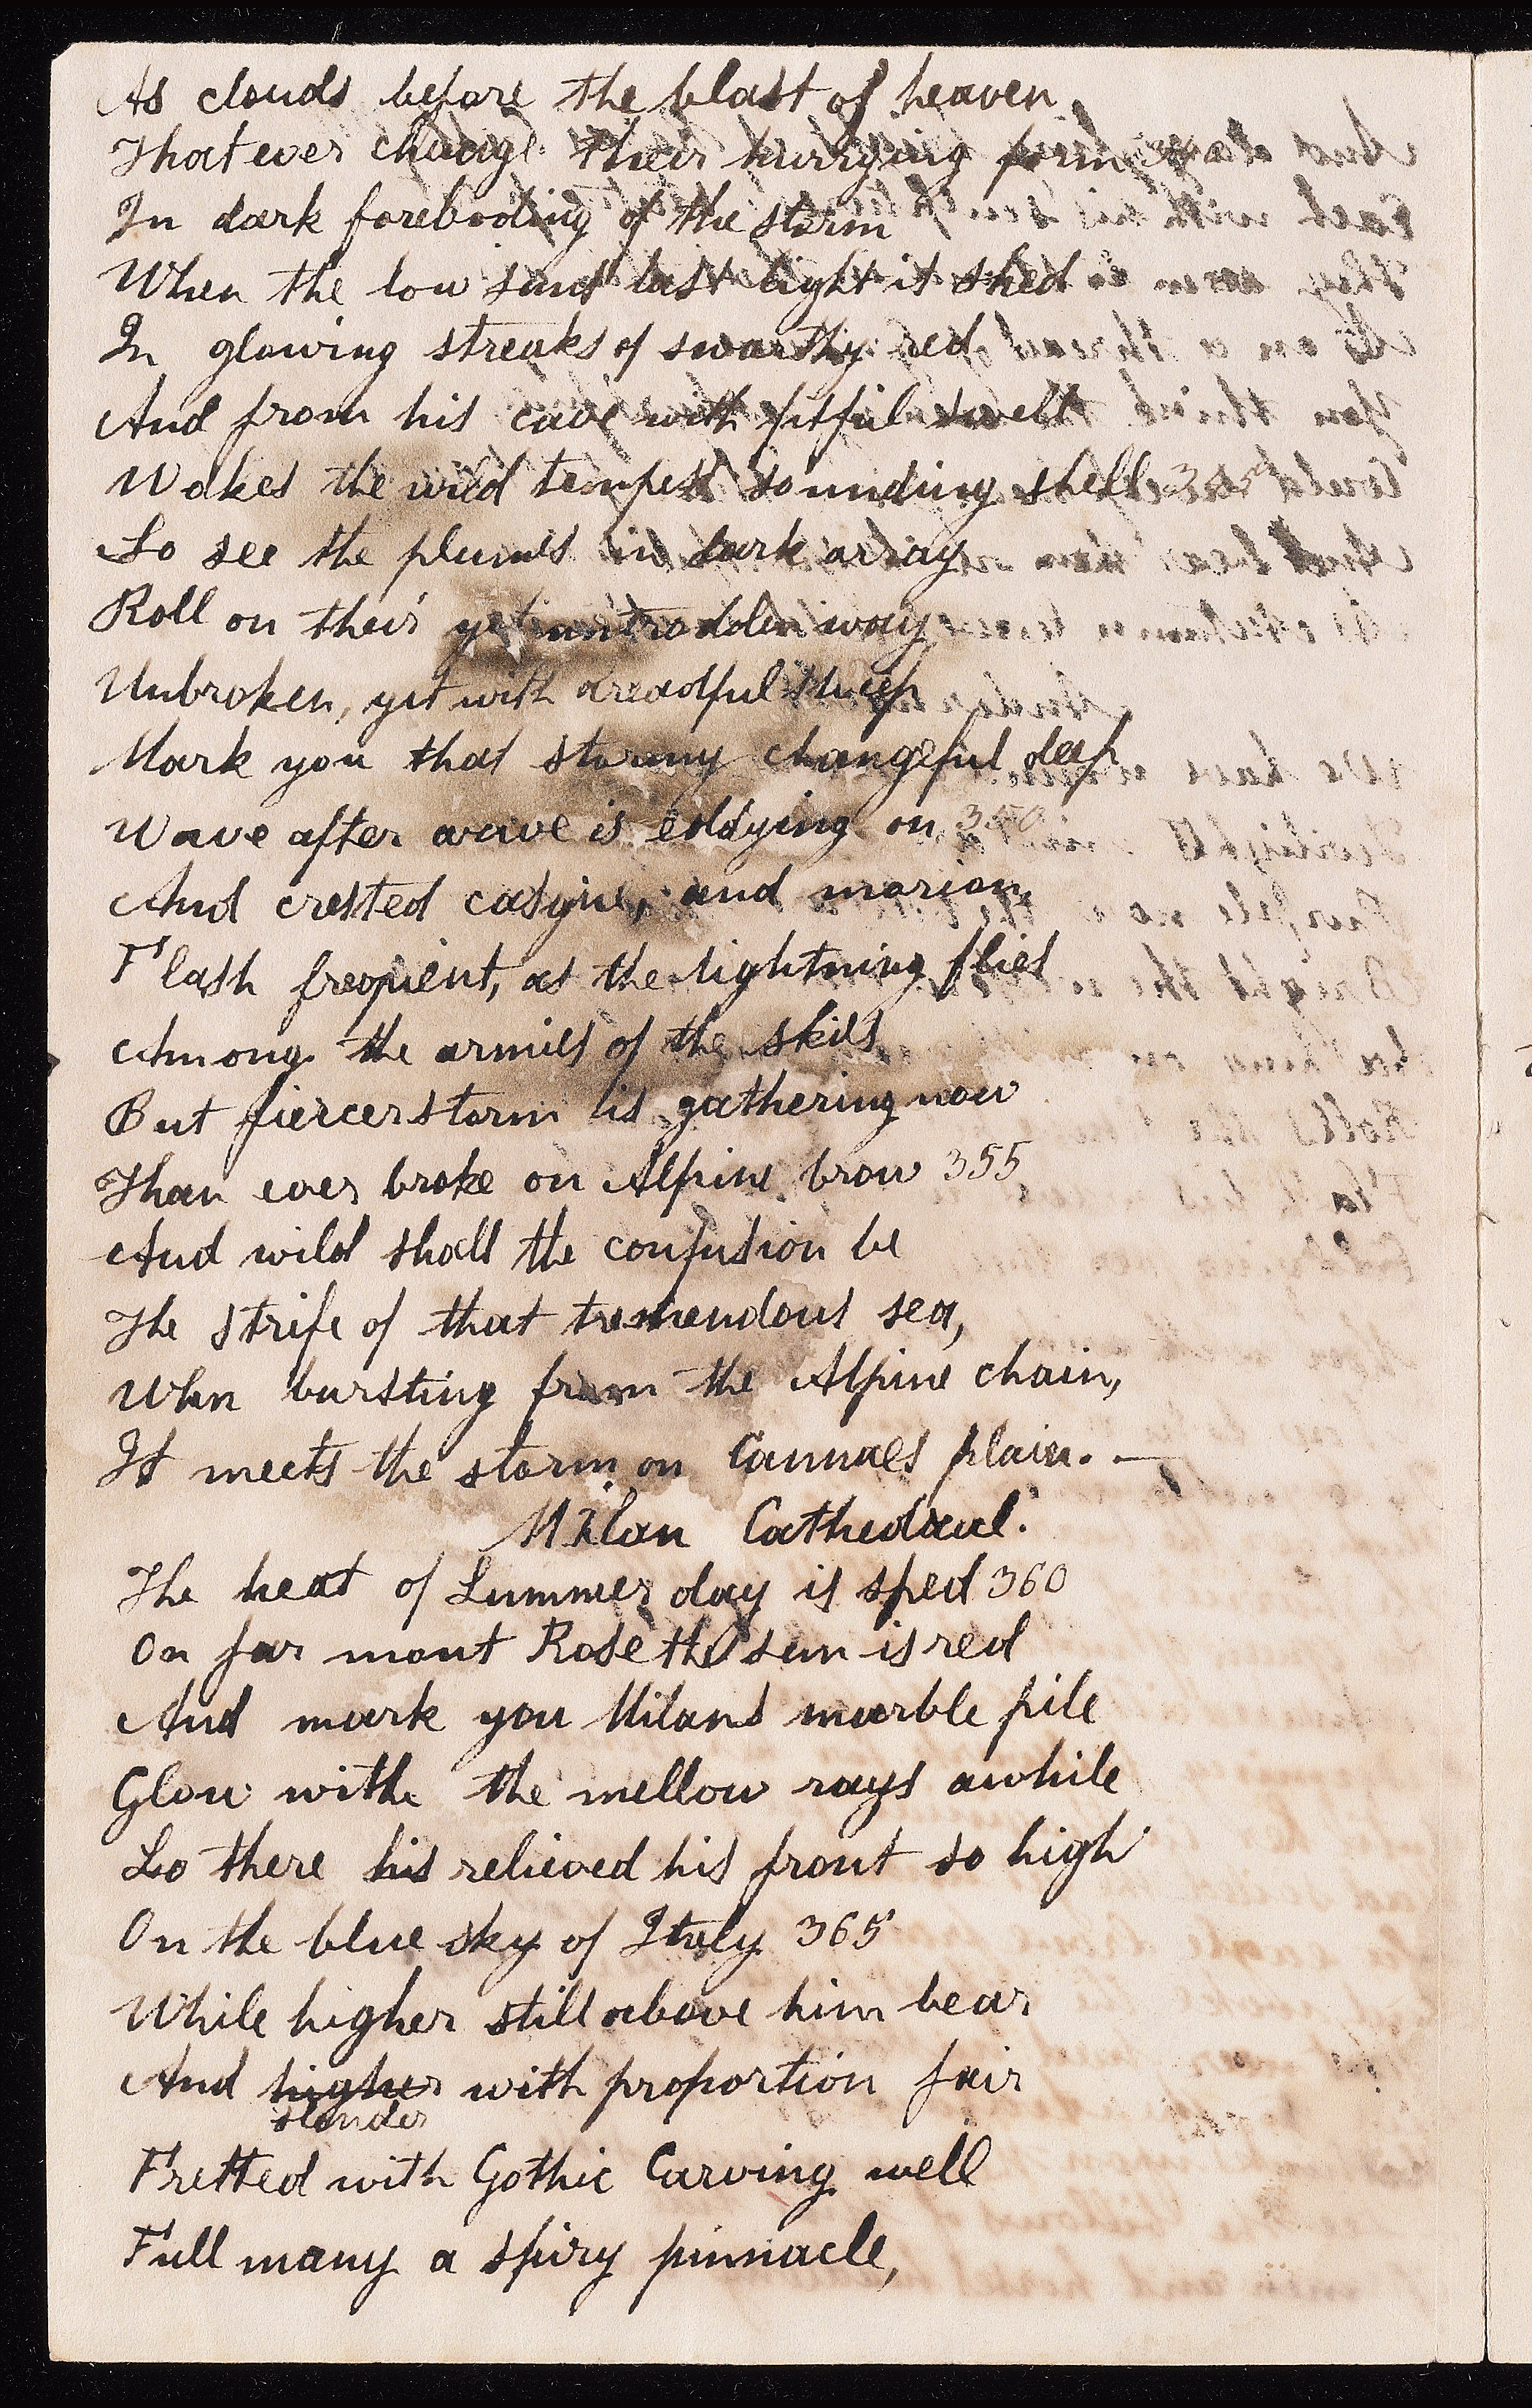 As clouds before the blast of heaven,
That ever change their hurrying form 340
In dark foreboding of the storm
When the low suns last light it shed
In glowing streaks of swarthy red
And from his cave with fitful swell
Wakes the wild tempest sounding shell 345
So see the plumes in dark array
Roll on their yet untrodden way
Unbroken, yet with dreadful sweep
Mark you that stormy changeful deep
Wave after wave is eddying on, 350
And crested casque, and morion,
Flash frequent, as the lightning flies
Among the armies of the skies
But fiercer storm is gathering now
Than ever broke on Alpine brow 355
And wild shall the confusion be
The strife of that tremendous sea,
When bursting from the Alpine chain,
It meets the storm on Cannaes plain. —
Milan Cathedral.
The heat of Summer day is sped 360
On far mont Rose the sun is red
And mark you Milans marble pile
Glow withe the mellow rays awhile
Lo there his relieved his front so high
On the blue sky of Italy 365
While higher still above him bear
And higher with proportion fair
slender
Fretted with Gothic Carving well
Full many a spiry pinnacle,